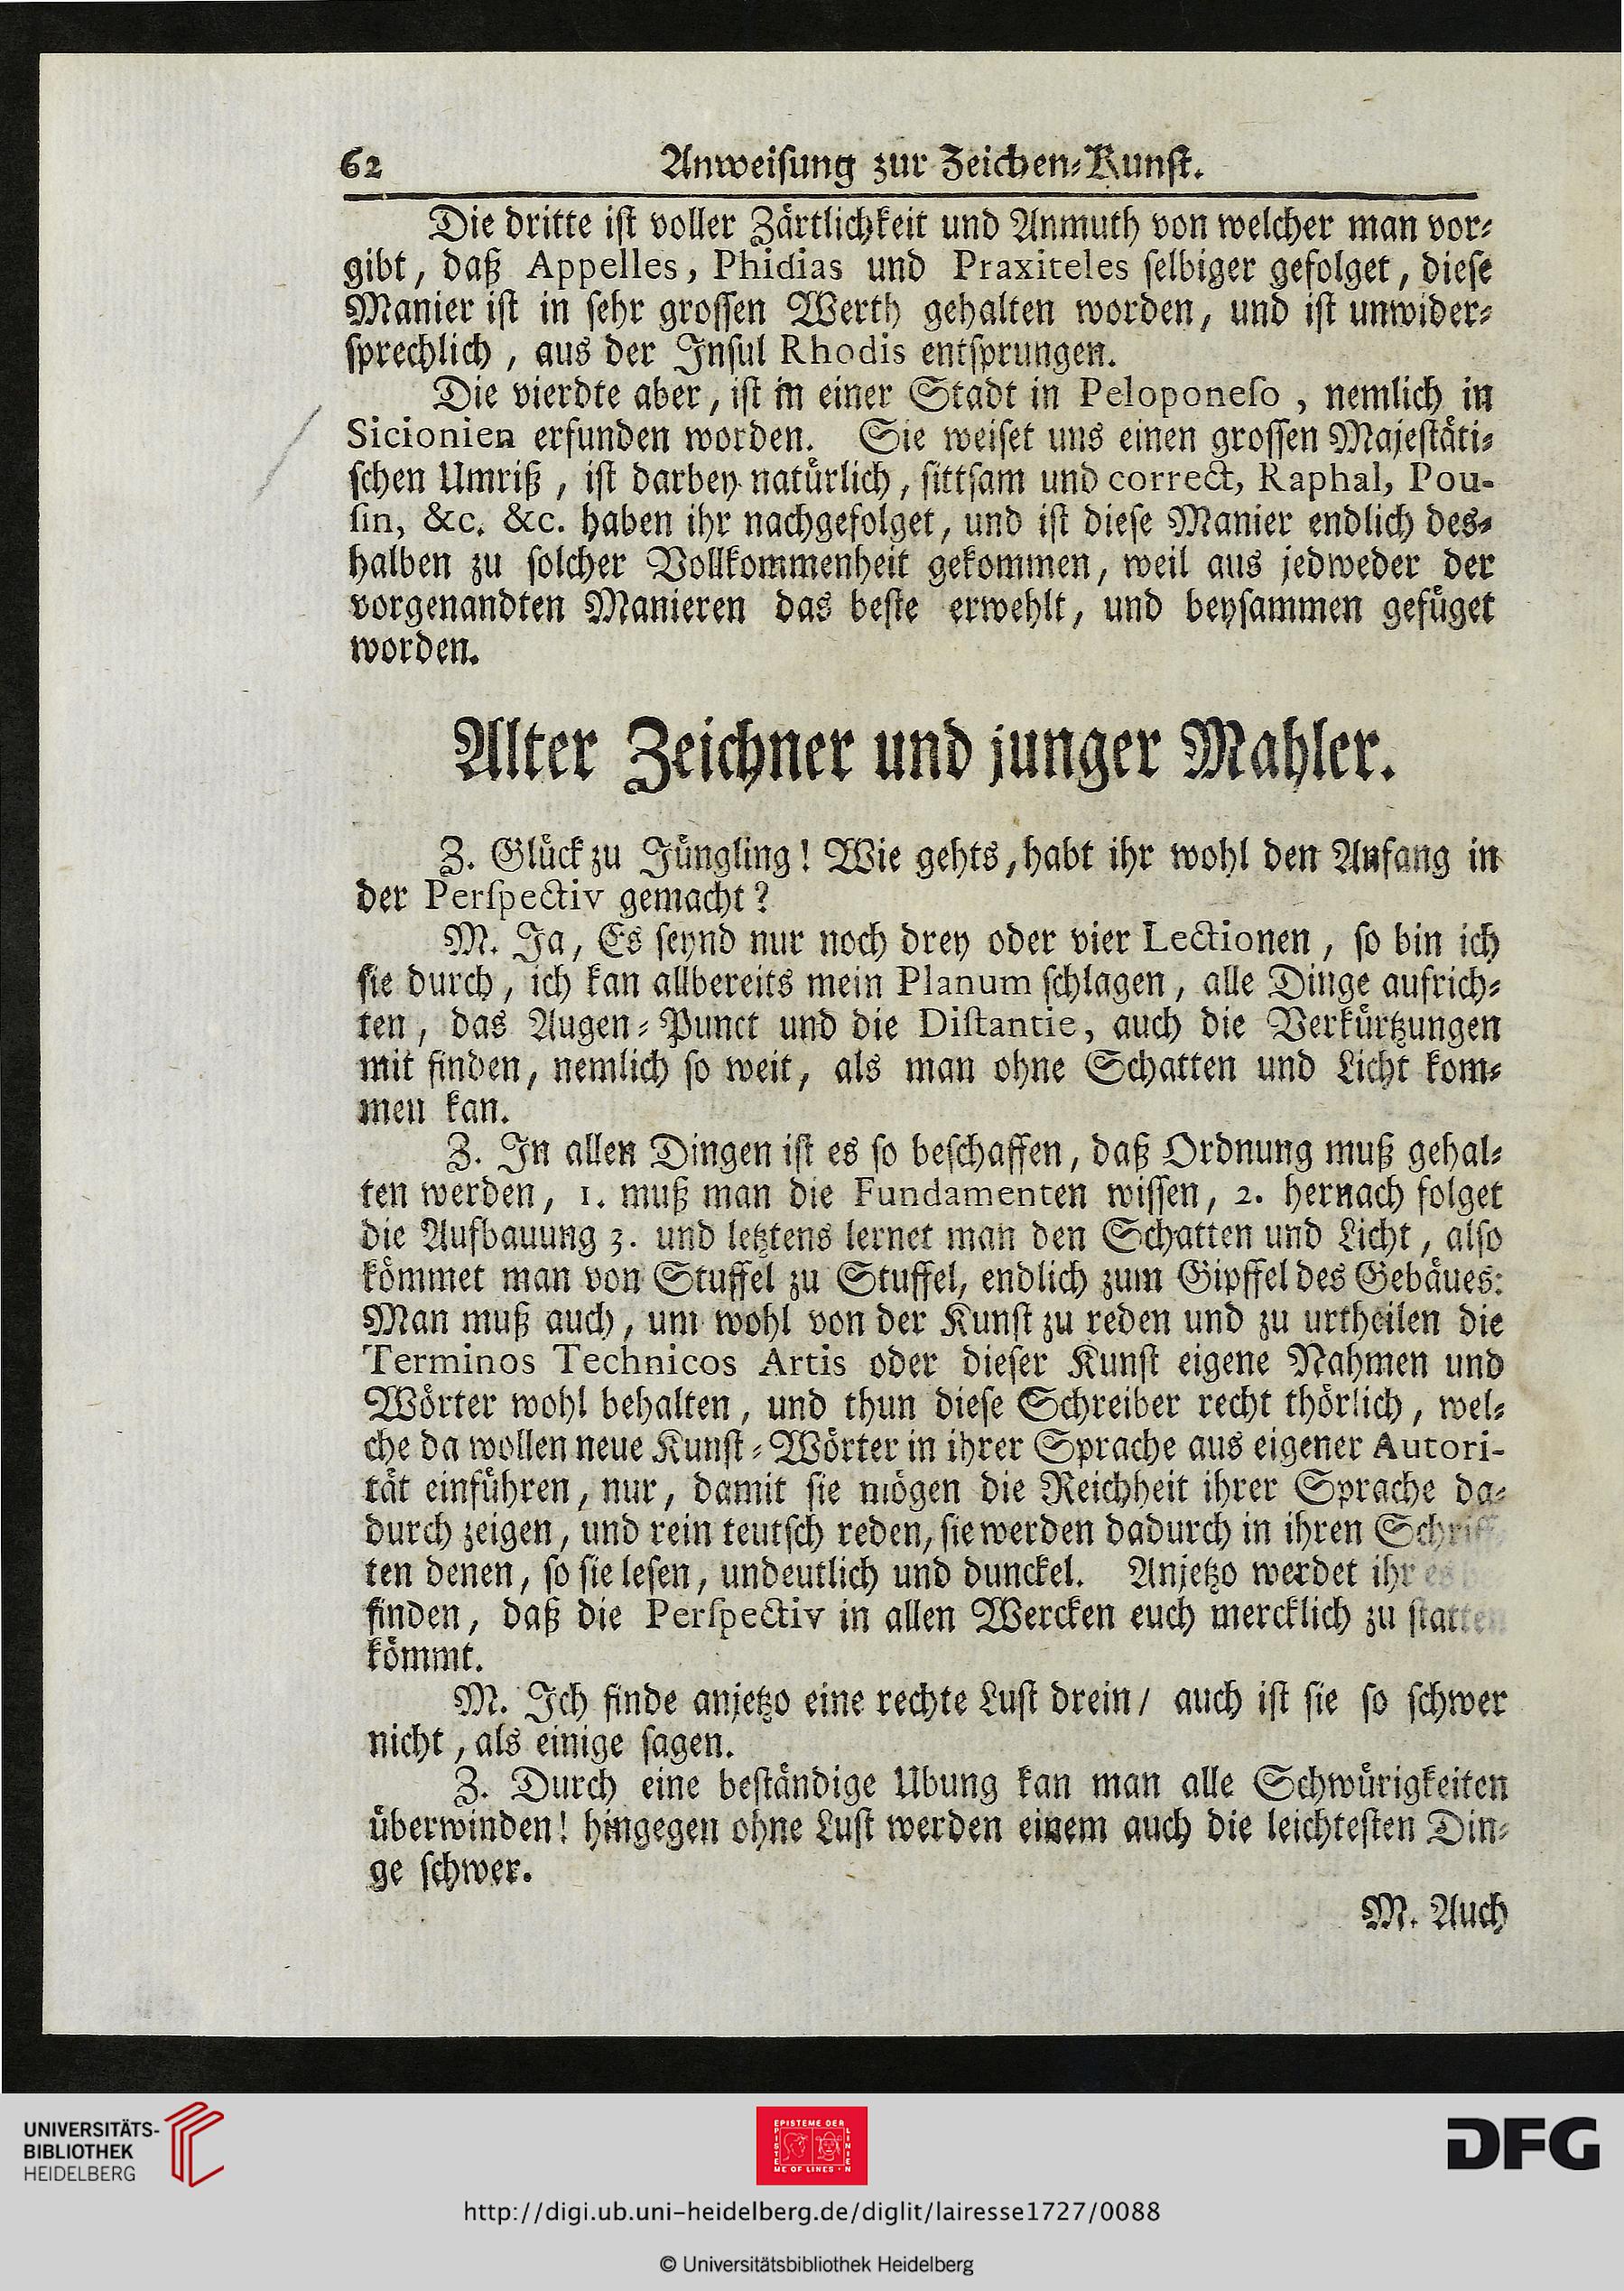 62 Anweisung zur Zeichen-Kunst.
Die dritte ist voller Zärtlichkeit und Anmuth von welcher man vor-
gibt, daß Appelles, Phidias und Praxiteles selbiger gefolget, diese
Manier ist in sehr grossen Werth gehalten worden, und ist unwider-
sprechlich, aus der Insul Rhodis entsprungen.
Die vierdte aber, ist in einer Stadt in Peloponeso, nemlich in
Sicionien erfunden worden. Sie weiset uns einen grossen Majestäti-
schen Umriß, ist darbey natürlich, sittsam und correct, Raphal, Pou-
sin, &c. &c. haben ihr nachgefolget, und ist diese Manier endlich des-
halben zu solcher Vollkommenheit gekommen, weil aus jedweder der
vorgenandten Manieren das beste erwehlt, und beysammen gefüget
worden.
Alter Zeichner und junger Mahler.
Z. Glück zu Jüngling! Wie gehts, habt ihr wohl den Anfang in
der Perspectiv gemacht?
M. Ja, Es seynd nur noch drey oder vier Lectionen, so bin ich
sie durch, ich kan allbereits mein Planum schlagen, alle Dinge aufrich-
ten, das Augen-Punct und die Distantie, auch die Verkürtzungen
mit finden, nemlich so weit, als man ohne Schatten und Licht kom-
men kan.
Z. In allen Dingen ist es so beschaffen, daß Ordnung muß gehal-
ten werden, 1. muß man die Fundamenten wissen, 2. hernach folget
die Aufbauung 3. und letztens lernet man den Schatten und Licht, also
kömmet man von Stuffel zu Stuffel, endlich zum Gipffel des Gebäues:
Man muß auch, um wohl von der Kunst zu reden und zu urtheilen die
Terminos Technicos Artis oder dieser Kunst eigene Nahmen und
Wörter wohl behalten, und thun diese Schreiber recht thörlich, wel-
che da wollen neue Kunst-Wörter in ihrer Sprache aus eigener Autori-
tät einführen, nur, damit sie mögen die Reichheit ihrer Sprache da-
durch zeigen, und rein teutsch reden, sie werden dadurch in ihren Schriff-
ten denen, so sie lesen, undeutlich und dunckel. Anjetzo werdet ihr es
finden, daß die Perspectiv in allen Wercken euch mercklich zu statten
kömmt.
M. Ich finde anjetzo eine rechte Lust drein/ auch ist sie so schwer
nicht, als einige sagen.
Z. Durch eine beständige Ubung kan man alle Schwürigkeiten
überwinden! hingegen ohne Lust werden einem auch die leichtesten Din-
ge schwer.
M. Auch
UNIVERSITÄTS-
BIBLIOTHEK
HEIDELBERG
EPISTEME DER
LINIEN
EPISTE
ME OF LINES
DFG
http://digi.ub.uni-heidelberg.de/diglit/lairesse1727/0088
© Universitätsbibliothek Heidelberg